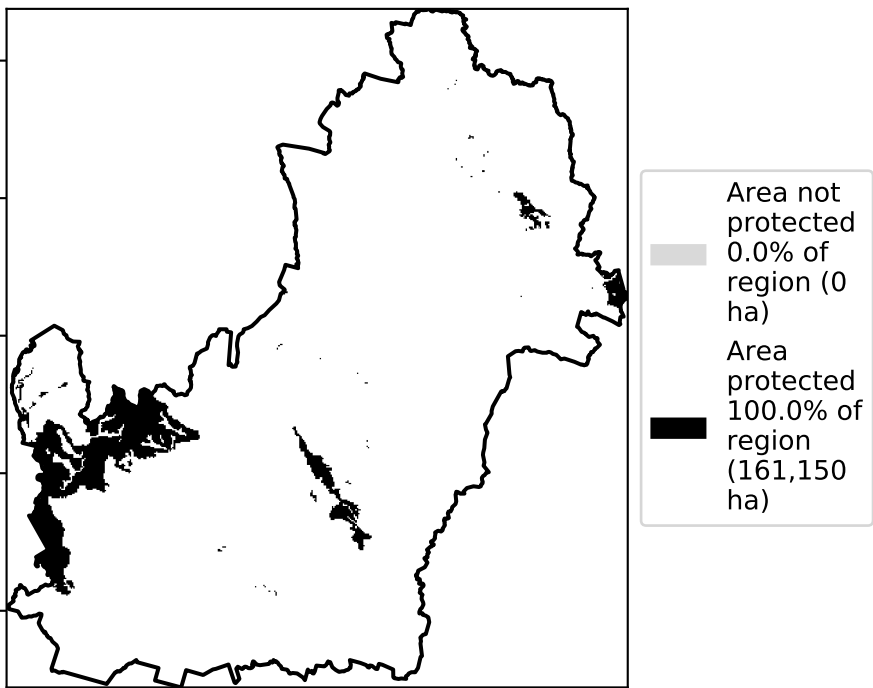 Area not
protected
0.0% of
region (0
ha)
Area
protected
100.0% of
region
(161,150
ha)